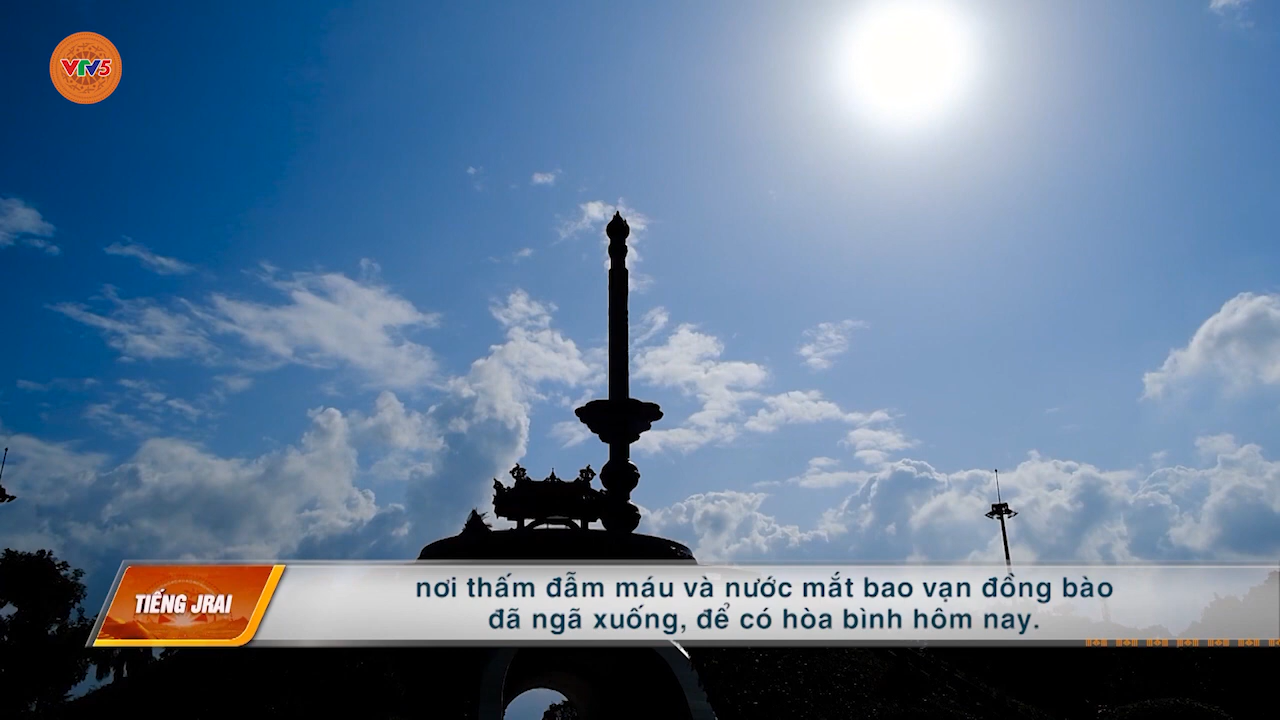 VTV5
TIẾNG JRAI
nơi thấm đẫm máu và nước mắt bao vạn đồng bào
đã ngã xuống, để có hòa bình hôm nay.